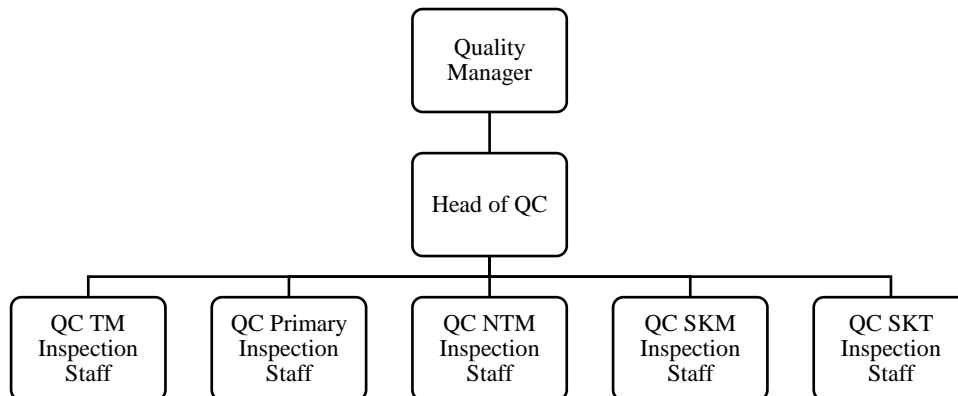 Quality
Manager
Head of QC
QC TM
Inspection
Staff
QC Primary
Inspection
Staff
QC NTM
Inspection
Staff
QC SKM
Inspection
Staff
QC SKT
Inspection
Staff